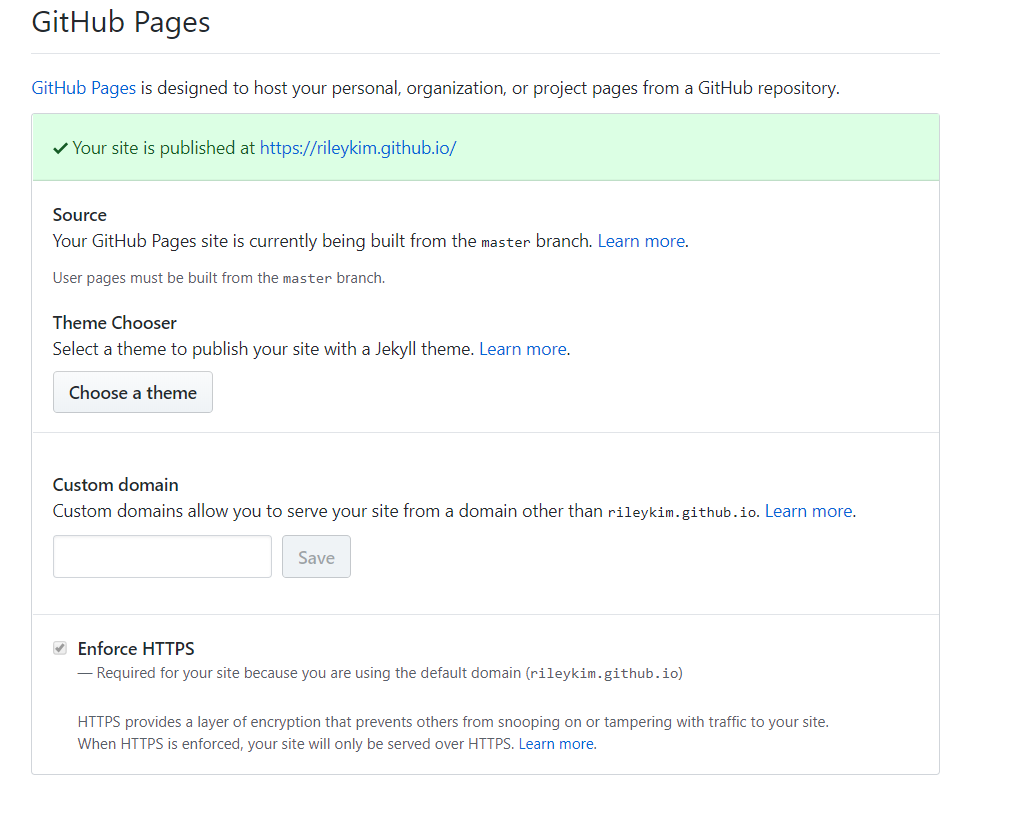 GitHub Pages
GitHub Pages is designed to host your personal, organization, or project pages from a GitHub repository.
Your site is published at https://rileykim.github.io/
Source
Your GitHub Pages site is currently being built from the master branch. Learn more.
User pages must be built from the master branch.
Theme Chooser
Select a theme to publish your site with a Jekyll theme. Learn more.
Choose a theme
Custom domain
Custom domains allow you to serve your site from a domain other than rileykim.github.io. Learn more.
Save
Enforce HTTPS
— Required for your site because you are using the default domain (rileykim.github.io)
HTTPS provides a layer of encryption that prevents others from snooping on or tampering with traffic to your site.
When HTTPS is enforced, your site will only be served over HTTPS. Learn more.